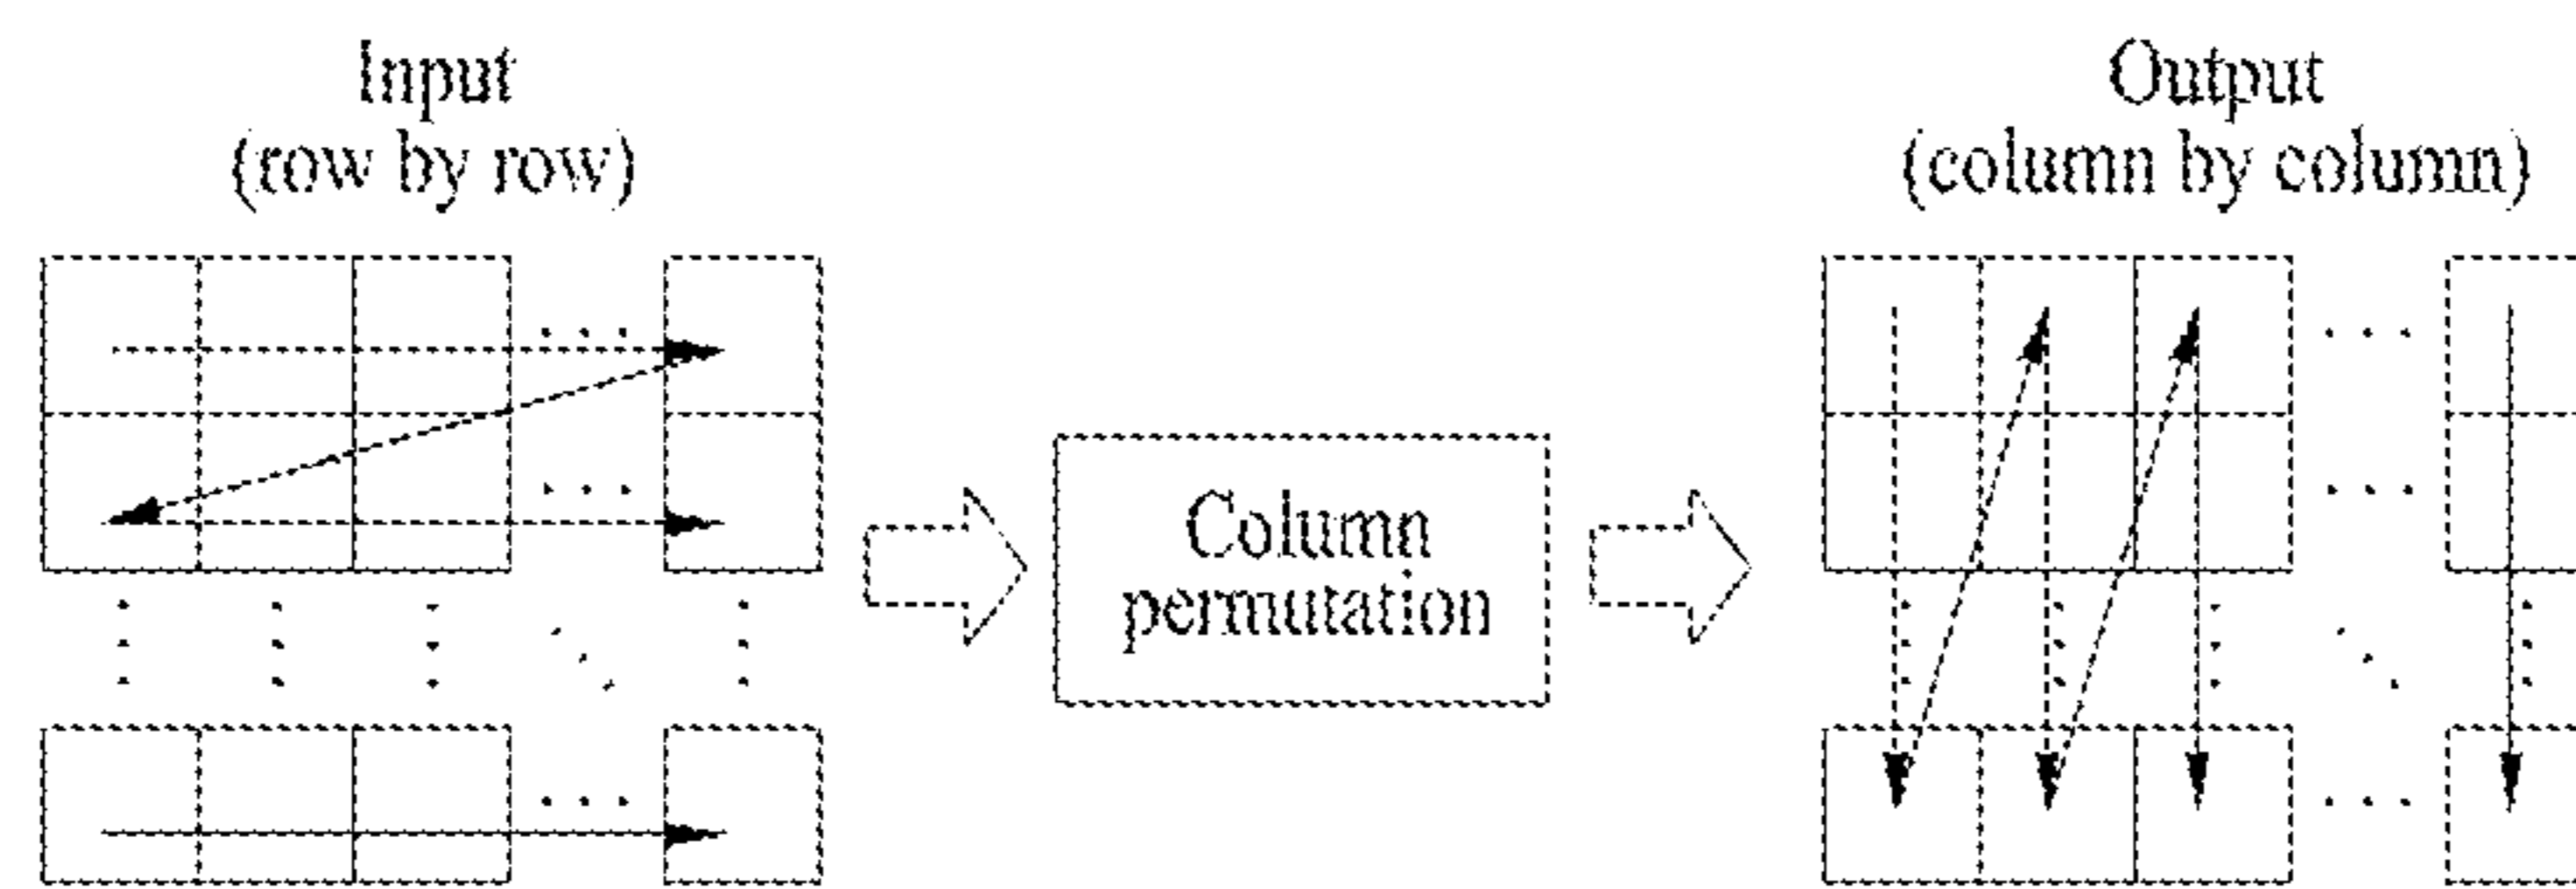 Input
(row by row)
Output
(column by column)
Column
permutation